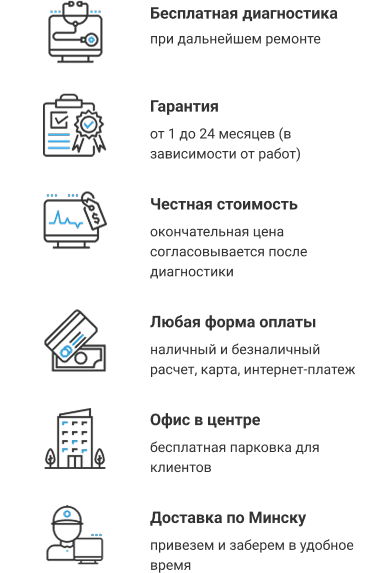 Бесплатная диагностика
при дальнейшем ремонте
Гарантия
от 1 до 24 месяцев (в
зависимости от работ)
Честная стоимость
окончательная цена
согласовывается после
диагностики
Любая форма оплаты
наличный и безналичный
расчет, карта, интернет-платеж
Офис в центре
бесплатная парковка для
клиентов
Доставка по Минску
привезем и заберем в удобное
время